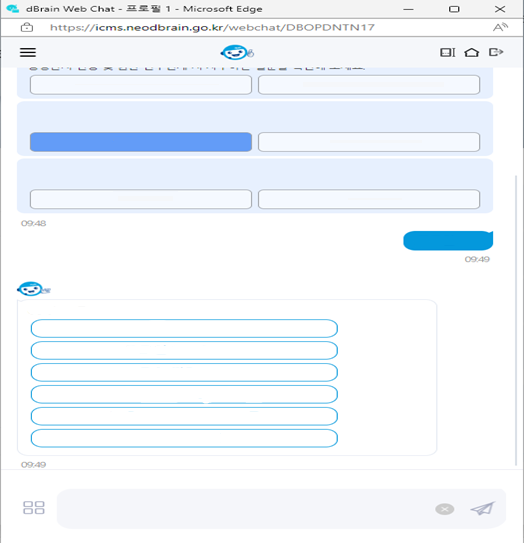 dBrain Web Chat - 프로필 1 - Microsoft Edge
https://icms.neodbrain.go.kr/webchat/DBOPDNTN17
09:48
09:49
09:49